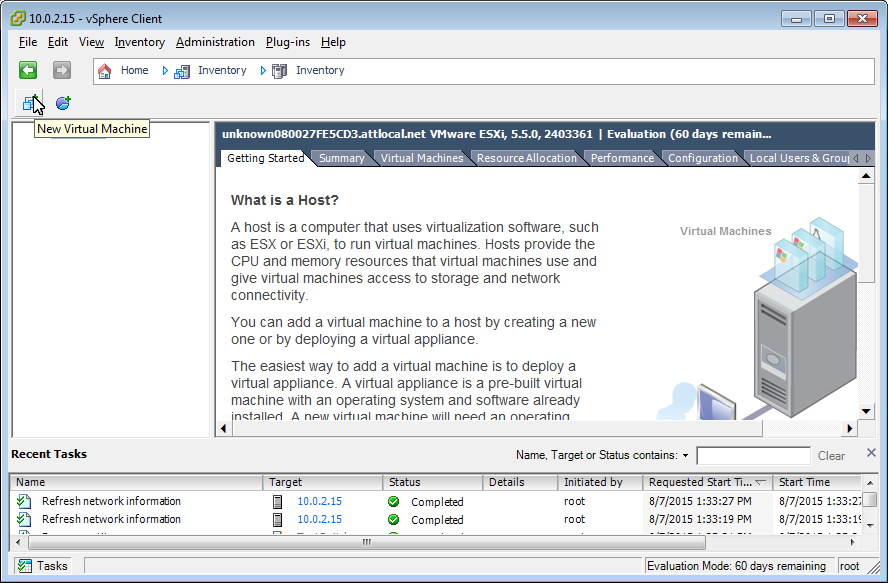 10.0.2.15 - vSphere Client
File Edit View Inventory Administration Plug-ins Help
Home Inventory Inventory
New Virtual Machine
unknown080027FE5CD3.attlocal.net VMware ESXi, 5.5.0, 2403361 | Evaluation (60 days remain...
Getting Started Summary Virtual Machines Resource Allocation Performance Configuration Local Users & Grou
What is a Host?
A host is a computer that uses virtualization software, such
as ESX or ESXi, to run virtual machines. Hosts provide the
CPU and memory resources that virtual machines use and
give virtual machines access to storage and network
connectivity.
You can add a virtual machine to a host by creating a new
one or by deploying a virtual appliance.
The easiest way to add a virtual machine is to deploy a
virtual appliance. A virtual appliance is a pre-built virtual
machine with an operating system and software already
installed. A new virtual machine will need an operating
Virtual Machines
Recent Tasks
Name, Target or Status contains: Clear
Name Target Status Details Initiated by Requested Start Ti... Start Time
Refresh network information 10.0.2.15 Completed root 8/7/2015 1:33:27 PM 8/7/2015 1:33:27
Refresh network information 10.0.2.15 Completed root 8/7/2015 1:33:19 PM 8/7/2015 1:33:19
Tasks Evaluation Mode: 60 days remaining root